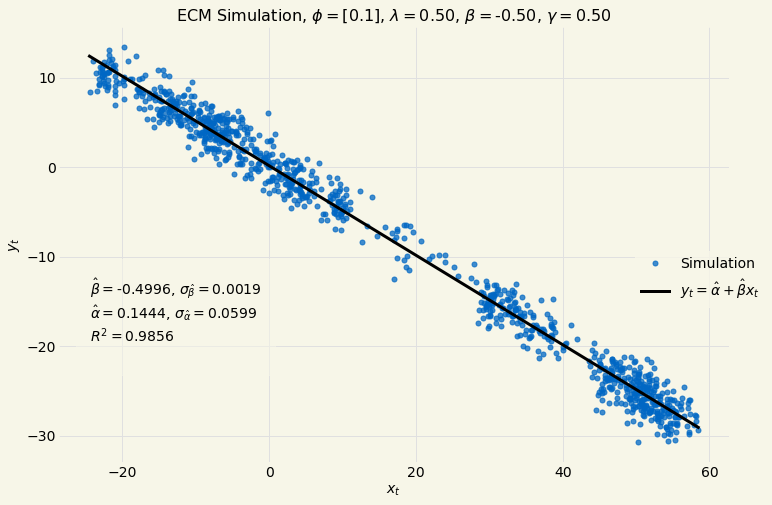 ECM Simulation, ϕ = [0.1], λ = 0.50, β = -0.50, γ = 0.50
10
0
−10
−20
−30
y_t
β̂ = -0.4996, σ_β̂ = 0.0019
α̂ = 0.1444, σ_α̂ = 0.0599
R² = 0.9856
Simulation
y_t = α̂ + β̂x_t
−20 0 20 40 60
x_t